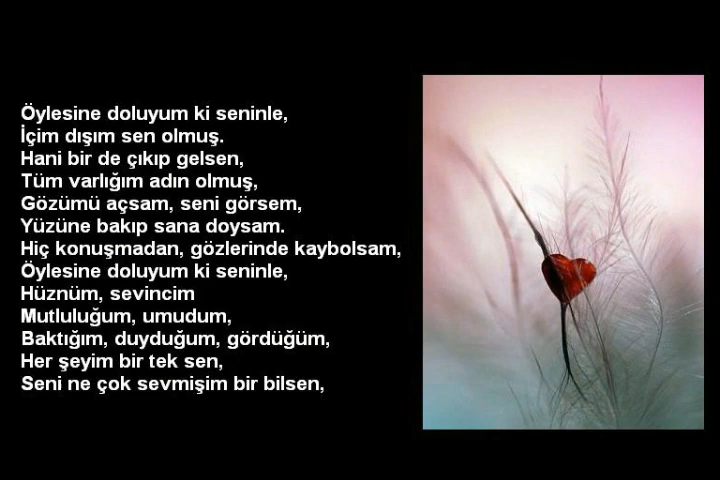 Öylesine doluyum ki seninle,
İçim dışım sen olmuş.
Hani bir de çıkıp gelsen,
Tüm varlığım adın olmuş,
Gözümü açsam, seni görsem,
Yüzüne bakıp sana doysam.
Hiç konuşmadan, gözlerinde kaybolsam,
Öylesine doluyum ki seninle,
Hüznüm, sevincim
Mutluluğum, umudum,
Baktığım, duyduğum, gördüğüm,
Her şeyim bir tek sen,
Seni ne çok sevmişim bir bilsen,